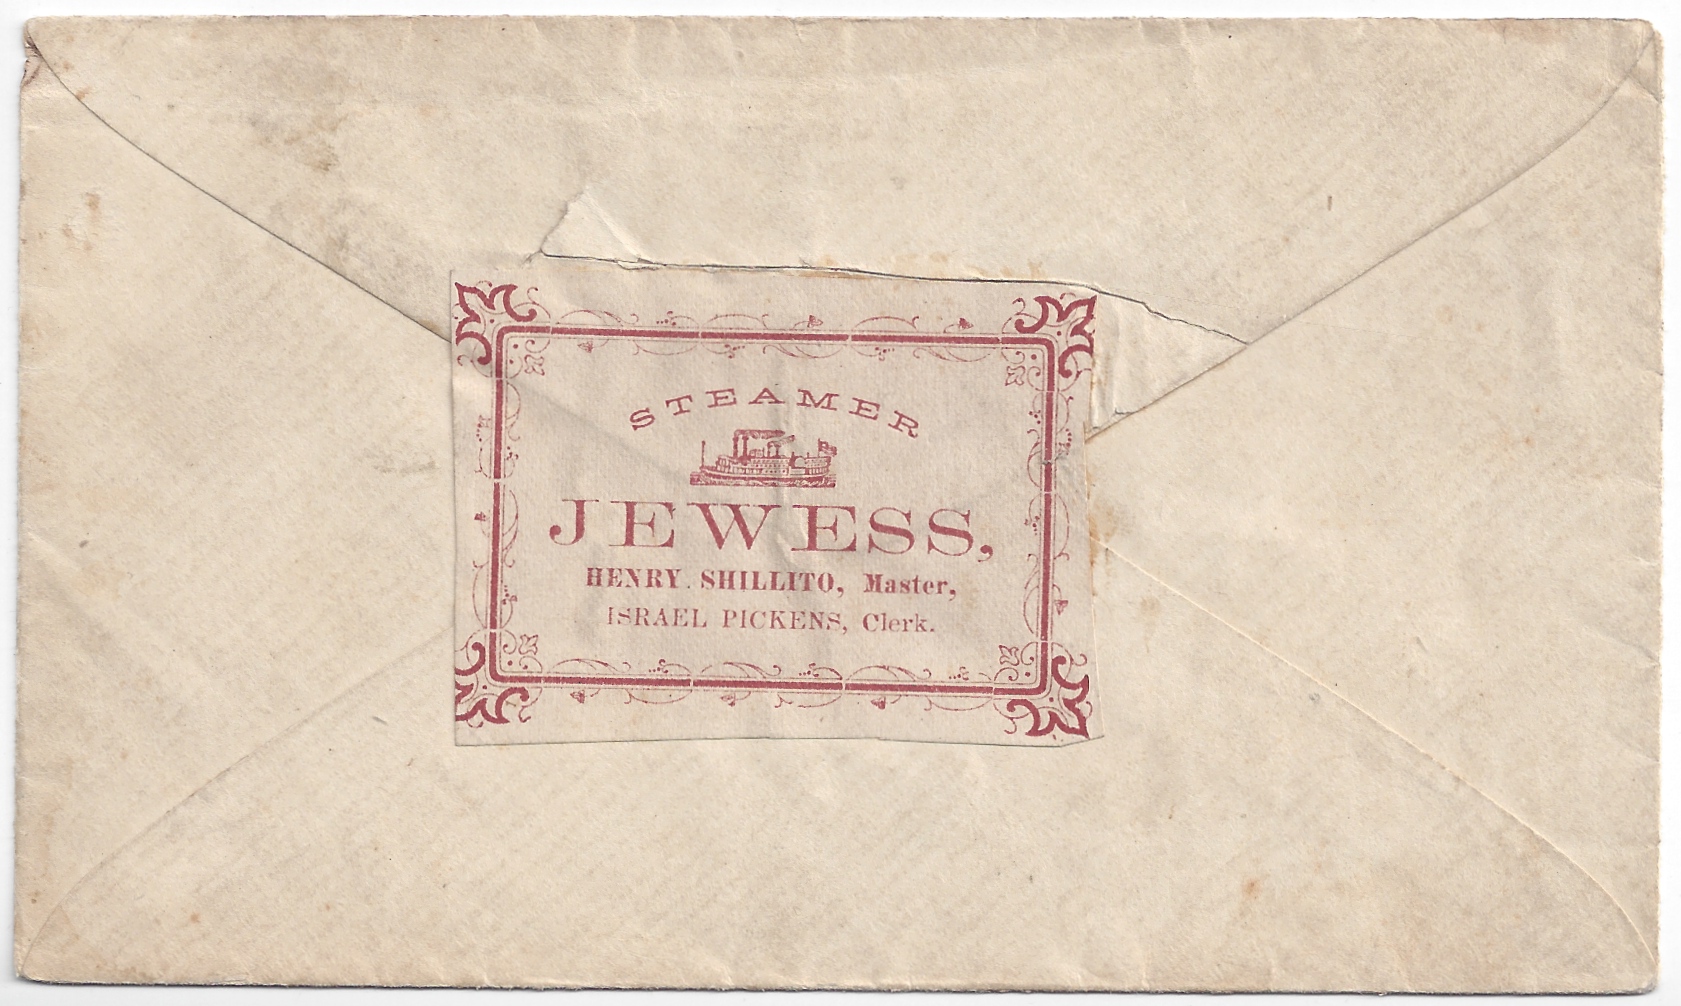 STEAMER
JEWESS,
HENRY SHILLITO, Master,
ISRAEL PICKENS, Clerk.